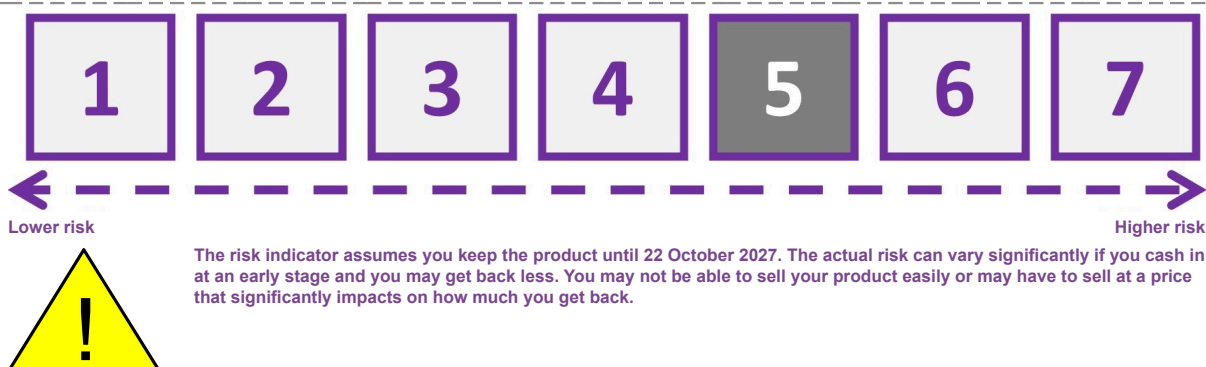 1 2 3 4 5 6 7
Lower risk Higher risk
The risk indicator assumes you keep the product until 22 October 2027. The actual risk can vary significantly if you cash in
at an early stage and you may get back less. You may not be able to sell your product easily or may have to sell at a price
that significantly impacts on how much you get back.
!